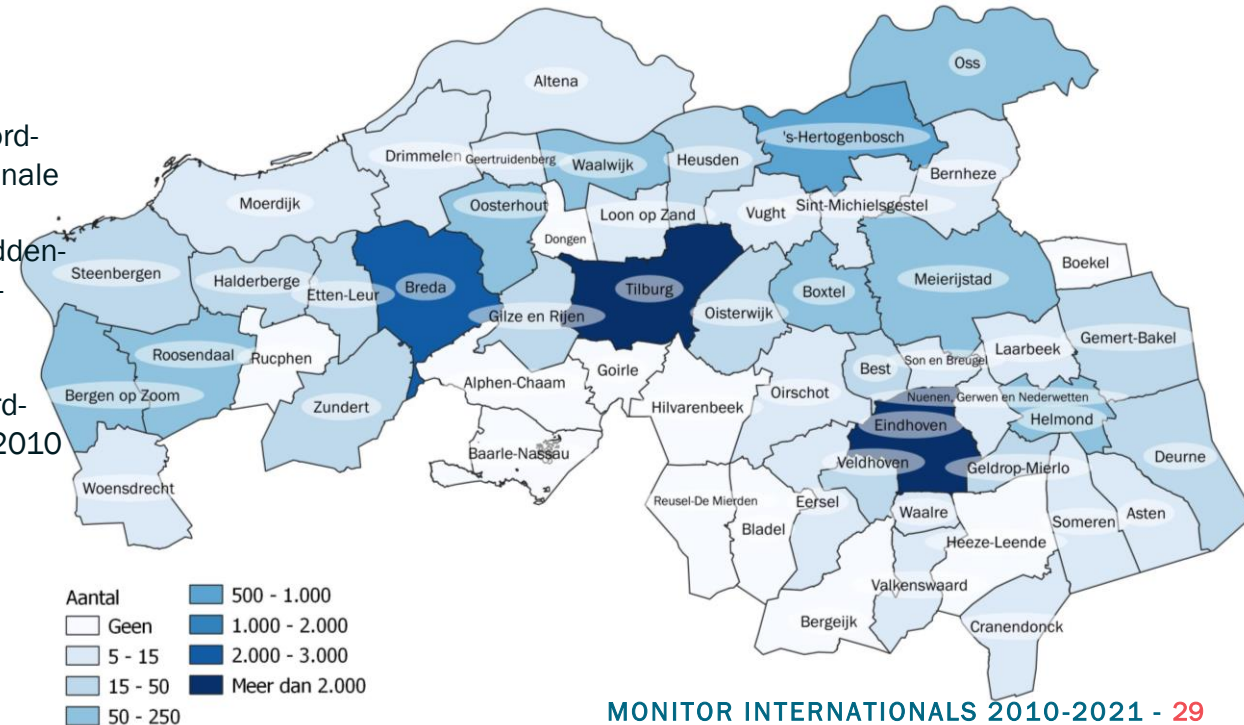 ord-
nale
dden-
-
rd-
2010
Oss
Altena
's-Hertogenbosch
Drimmelen
Geertruidenberg
Waalwijk
Heusden
Bernheze
Moerdijk
Oosterhout
Loon op Zand
Vught
Sint-Michielsgestel
Dongen
Steenbergen
Halderberge
Etten-Leur
Breda
Tilburg
Boxtel
Meierijstad
Boekel
Gilze en Rijen
Oisterwijk
Roosendaal
Rucphen
Gemert-Bakel
Laarbeek
Son en Breugel
Best
Alphen-Chaam
Goirle
Bergen op Zoom
Zundert
Hilvarenbeek
Oirschot
Nuenen, Gerwen en Nederwetten
Helmond
Eindhoven
Baarle-Nassau
Veldhoven
Geldrop-Mierlo
Deurne
Woensdrecht
Reusel-De Mierden
Bladel
Eersel
Waalre
Someren
Asten
Heeze-Leende
Valkenswaard
Bergeijk
Cranendonck
Aantal
Geen
5 - 15
15 - 50
50 - 250
500 - 1.000
1.000 - 2.000
2.000 - 3.000
Meer dan 2.000
MONITOR INTERNATIONALS 2010-2021 - 29